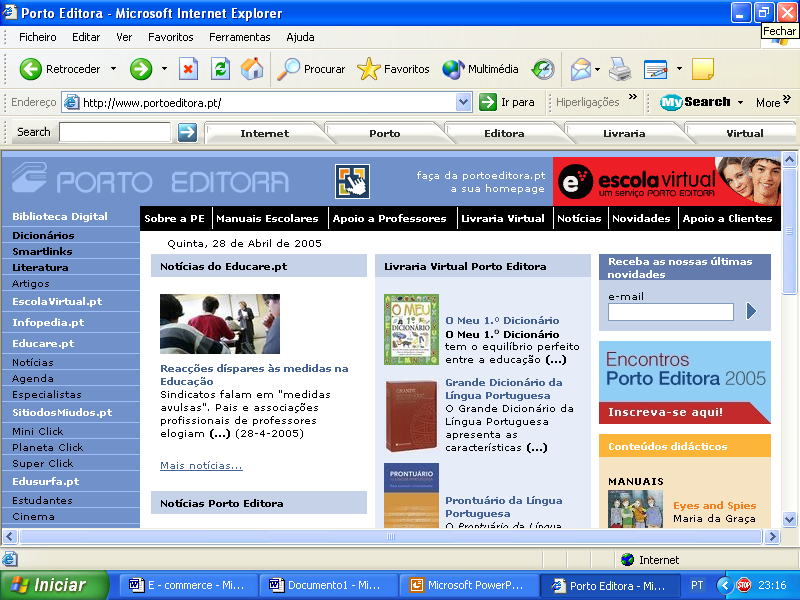 Porto Editora - Microsoft Internet Explorer
Fechar
Ficheiro Editar Ver Favoritos Ferramentas Ajuda
Retroceder Procurar Favoritos Multimédia
Endereço http://www.portoeditora.pt/ Ir para Hiperligações » My Search More »
Search Internet Porto Editora Livraria Virtual
PORTO EDITORA
faça da portoeditora.pt
a sua homepage
e+ escola virtual
um serviço PORTO EDITORA
Sobre a PE Manuais Escolares Apoio a Professores Livraria Virtual Notícias Novidades Apoio a Clientes
Biblioteca Digital
Dicionários
Smartlinks
Literatura
Artigos
EscolaVirtual.pt
Infopedia.pt
Educare.pt
Notícias
Agenda
Especialistas
SitiodosMiudos.pt
Mini Click
Planeta Click
Super Click
Edusurfa.pt
Estudantes
Cinema
Quinta, 28 de Abril de 2005
Notícias do Educare.pt
Reacções díspares às medidas na
Educação
Sindicatos falam em "medidas
avulsas". Pais e associações
profissionais de professores
elogiam (...) (28-4-2005)
Mais notícias...
Notícias Porto Editora
Livraria Virtual Porto Editora
O MEU
1.º
DICIONÁRIO
O Meu 1.º Dicionário
O Meu 1.º Dicionário
tem o equilíbrio perfeito
entre a educação (...)
Grande Dicionário da
Língua Portuguesa
O Grande Dicionário da
Língua Portuguesa
apresenta as
características (...)
PRONTUÁRIO
Prontuário da Língua
Portuguesa
O Prontuário da Língua
Receba as nossas últimas
novidades
e-mail
Encontros
Porto Editora 2005
Inscreva-se aqui!
Conteúdos didácticos
MANUAIS
Eyes and Spies
Maria da Graça
Internet
Iniciar E - commerce - Mi... Documento1 - Mi... Microsoft PowerP... Porto Editora - Mi... PT STOP 23:16